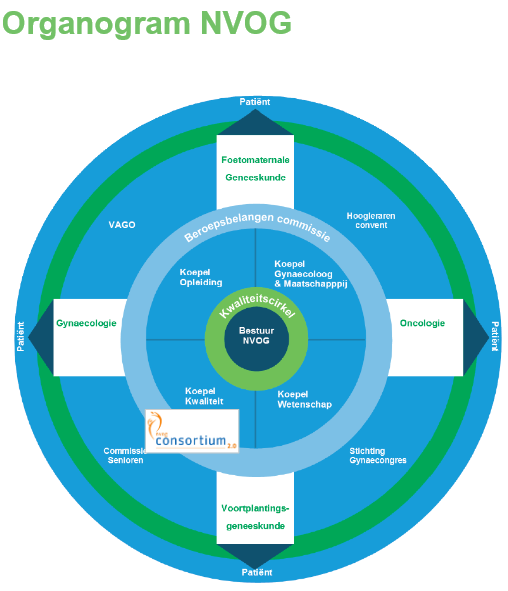 Organogram NVOG
Patiënt
Foetomaternale
Geneeskunde
VAGO
Hoogleraren
convent
Beroepsbelangen commissie
Koepel
Opleiding
Koepel
Gynaecoloog
& Maatschapppij
Kwaliteitscirkel
Bestuur
NVOG
Patiënt
Gynaecologie
Oncologie
Patiënt
Koepel
Kwaliteit
Koepel
Wetenschap
consortium
2.0
Commissie
Senioren
Stichting
Gynaecongres
Voortplantings-
geneeskunde
Patiënt